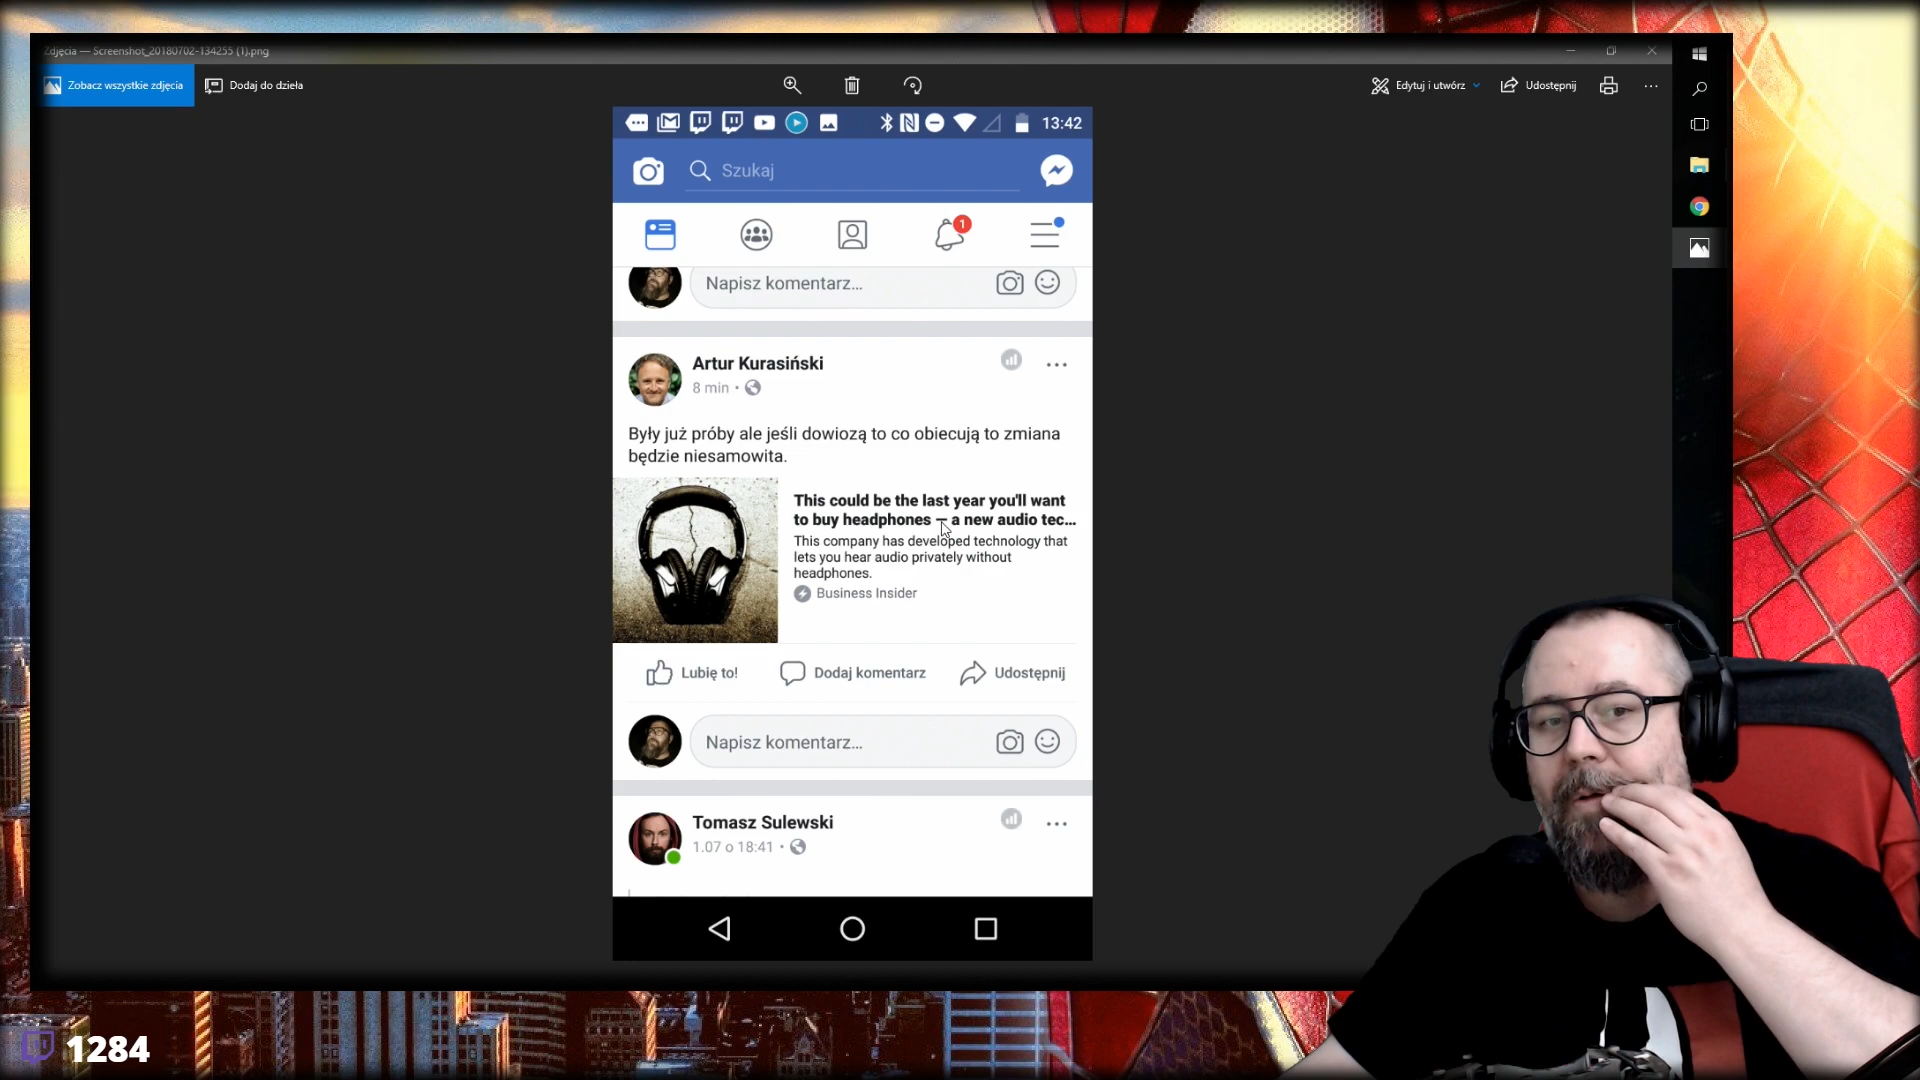 Zdjęcia — Screenshot_20180702-134255 (1).png
Zobacz wszystkie zdjęcia
Dodaj do dzieła
Edytuj i utwórz
Udostępnij
13:42
Szukaj
1
Napisz komentarz...
Artur Kurasiński
8 min •
Były już próby ale jeśli dowiozą to co obiecują to zmiana
będzie niesamowita.
This could be the last year you'll want
to buy headphones — a new audio tec...
This company has developed technology that
lets you hear audio privately without
headphones.
Business Insider
Lubię to!
Dodaj komentarz
Udostępnij
Napisz komentarz...
Tomasz Sulewski
1.07 o 18:41 •
1284